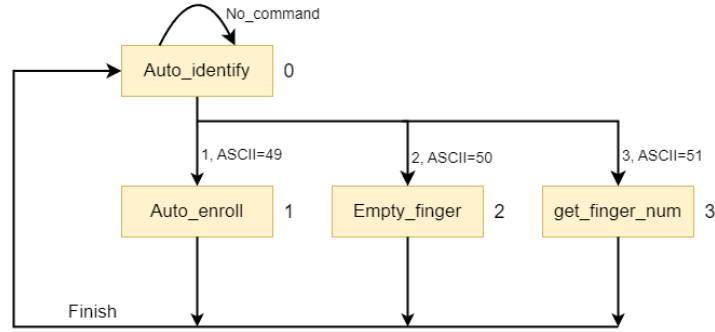 No_command
Auto_identify 0
1, ASCII=49
2, ASCII=50
3, ASCII=51
Auto_enroll 1
Empty_finger 2
get_finger_num 3
Finish